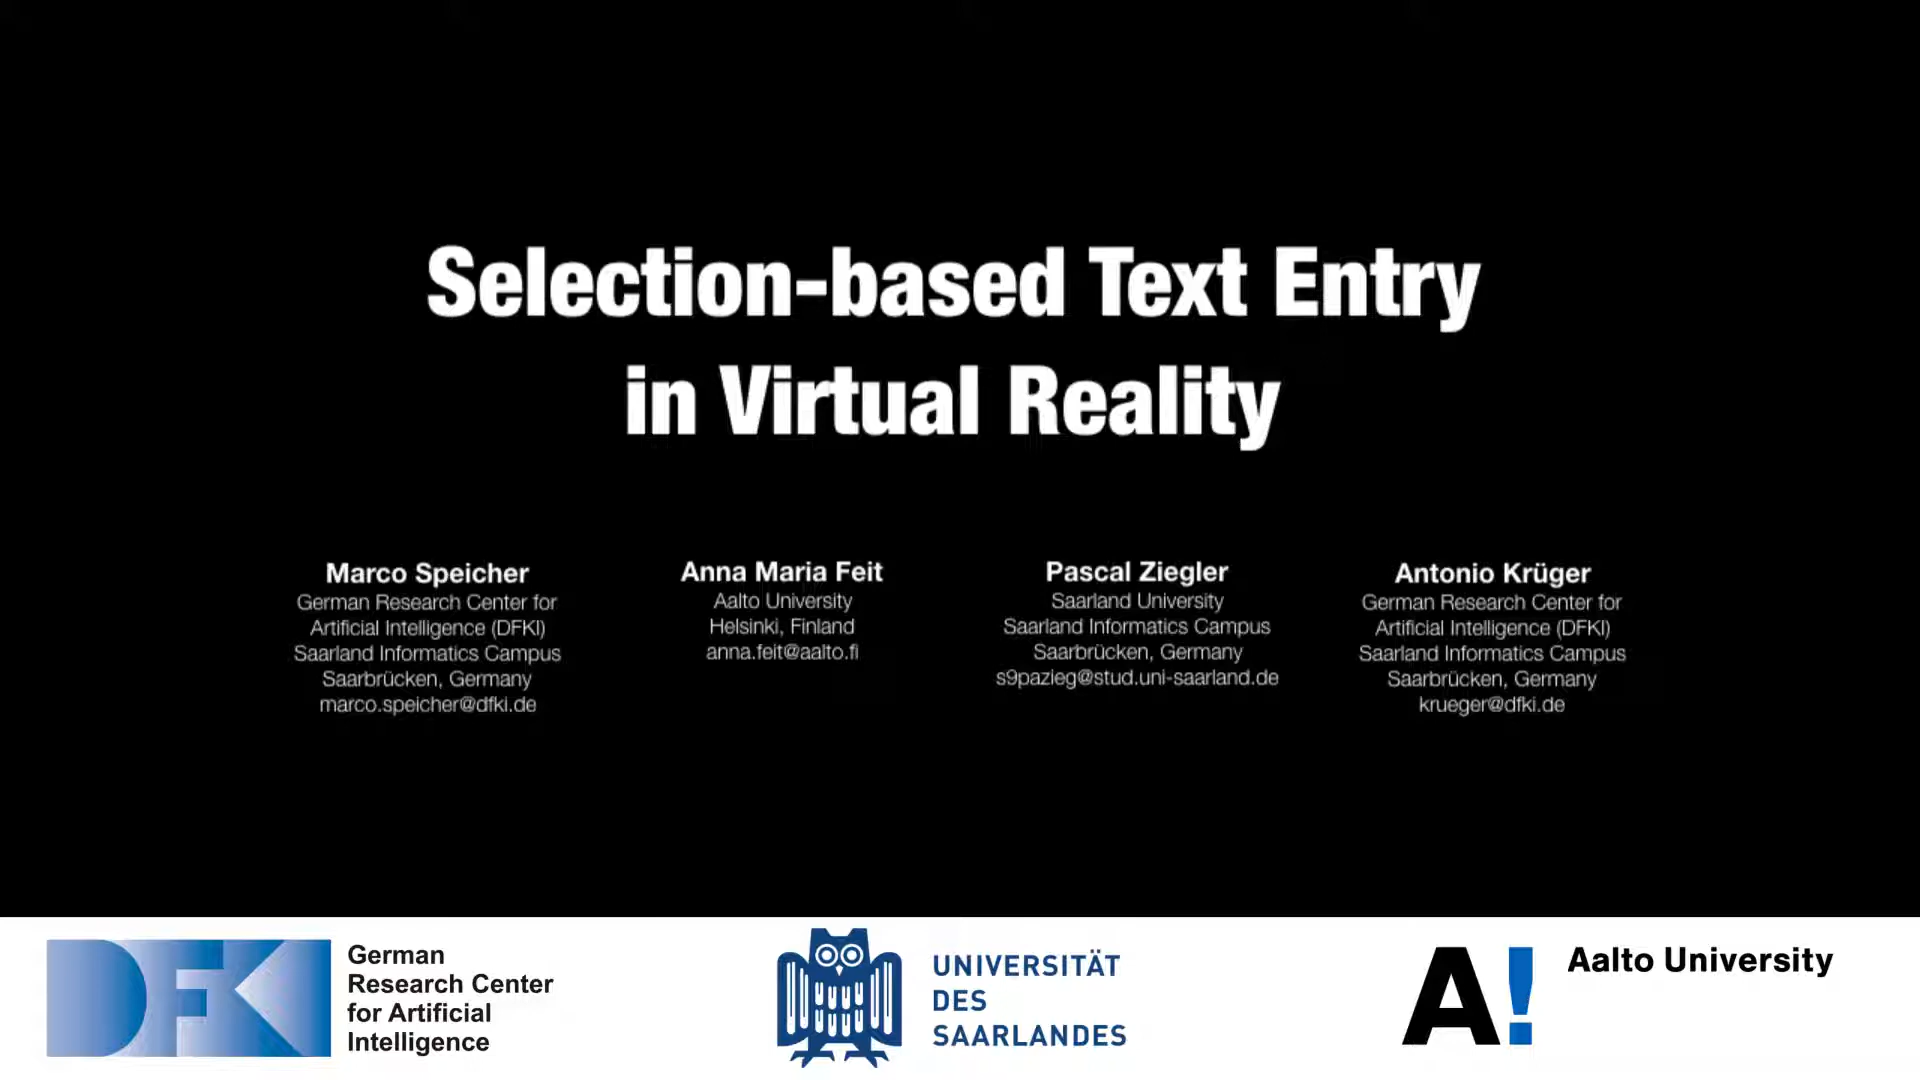 Selection-based Text Entry
in Virtual Reality
Marco Speicher
German Research Center for
Artificial Intelligence (DFKI)
Saarland Informatics Campus
Saarbrücken, Germany
marco.speicher@dfki.de
Anna Maria Feit
Aalto University
Helsinki, Finland
anna.feit@aalto.fi
Pascal Ziegler
Saarland University
Saarland Informatics Campus
Saarbrücken, Germany
s9pazieg@stud.uni-saarland.de
Antonio Krüger
German Research Center for
Artificial Intelligence (DFKI)
Saarland Informatics Campus
Saarbrücken, Germany
krueger@dfki.de
DFKI
German
Research Center
for Artificial
Intelligence
UNIVERSITÄT
DES
SAARLANDES
A!
Aalto University